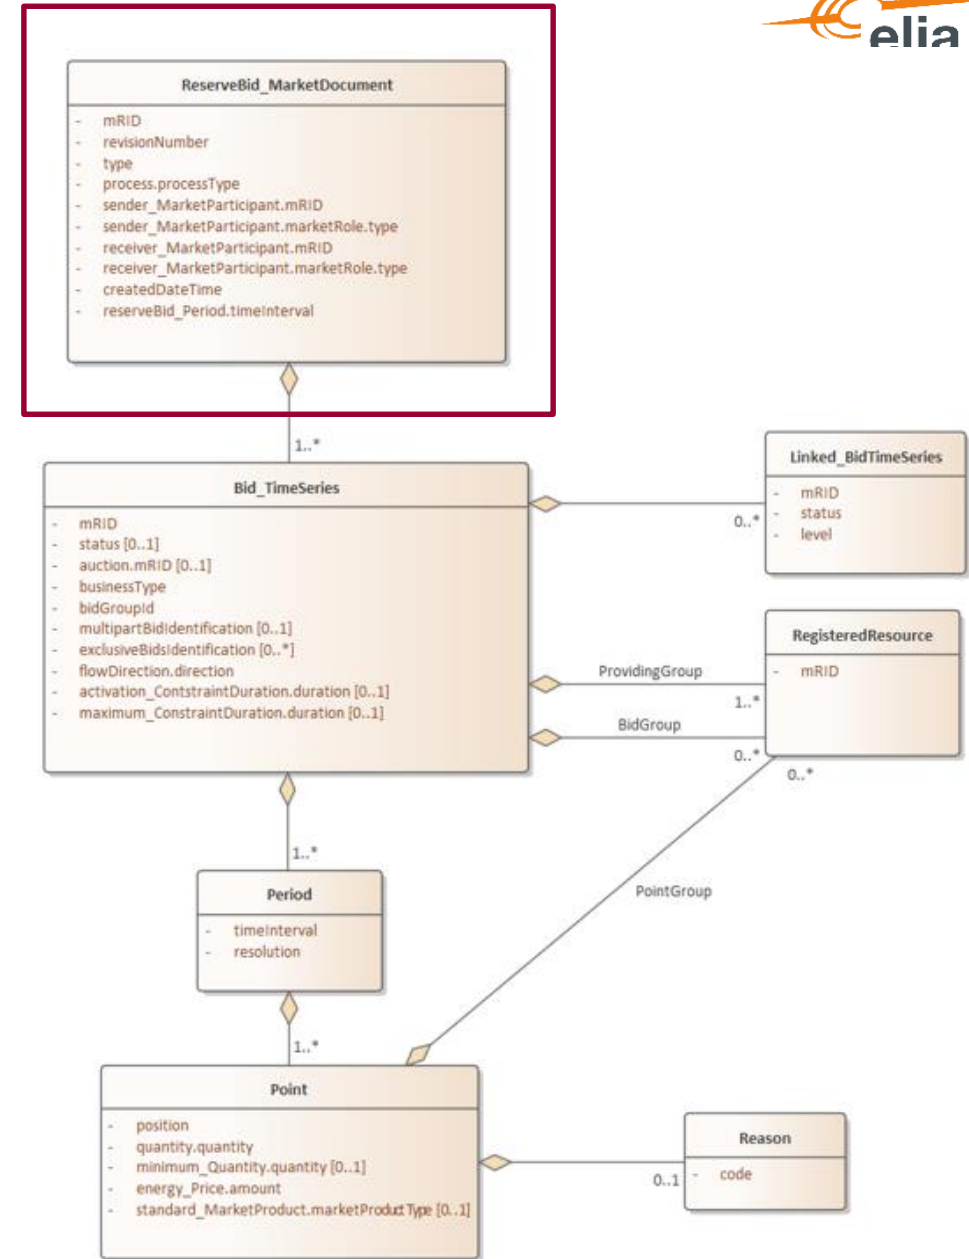 elia
ReserveBid_MarketDocument
- mRID
- revisionNumber
- type
- process.processType
- sender_MarketParticipant.mRID
- sender_MarketParticipant.marketRole.type
- receiver_MarketParticipant.mRID
- receiver_MarketParticipant.marketRole.type
- createdDateTime
- reserveBid_Period.timeInterval
1..*
Bid_TimeSeries
- mRID
- status [0..1]
- auction.mRID [0..1]
- businessType
- bidGroupId
- multipartBidIdentification [0..1]
- exclusiveBidsIdentification [0..*]
- flowDirection.direction
- activation_ContstraintDuration.duration [0..1]
- maximum_ConstraintDuration.duration [0..1]
0..*
Linked_BidTimeSeries
- mRID
- status
- level
ProvidingGroup
1..*
BidGroup
0..*
RegisteredResource
- mRID
0..*
1..*
Period
- timeInterval
- resolution
PointGroup
1..*
Point
- position
- quantity.quantity
- minimum_Quantity.quantity [0..1]
- energy_Price.amount
- standard_MarketProduct.marketProductType [0..1]
0..1
Reason
- code